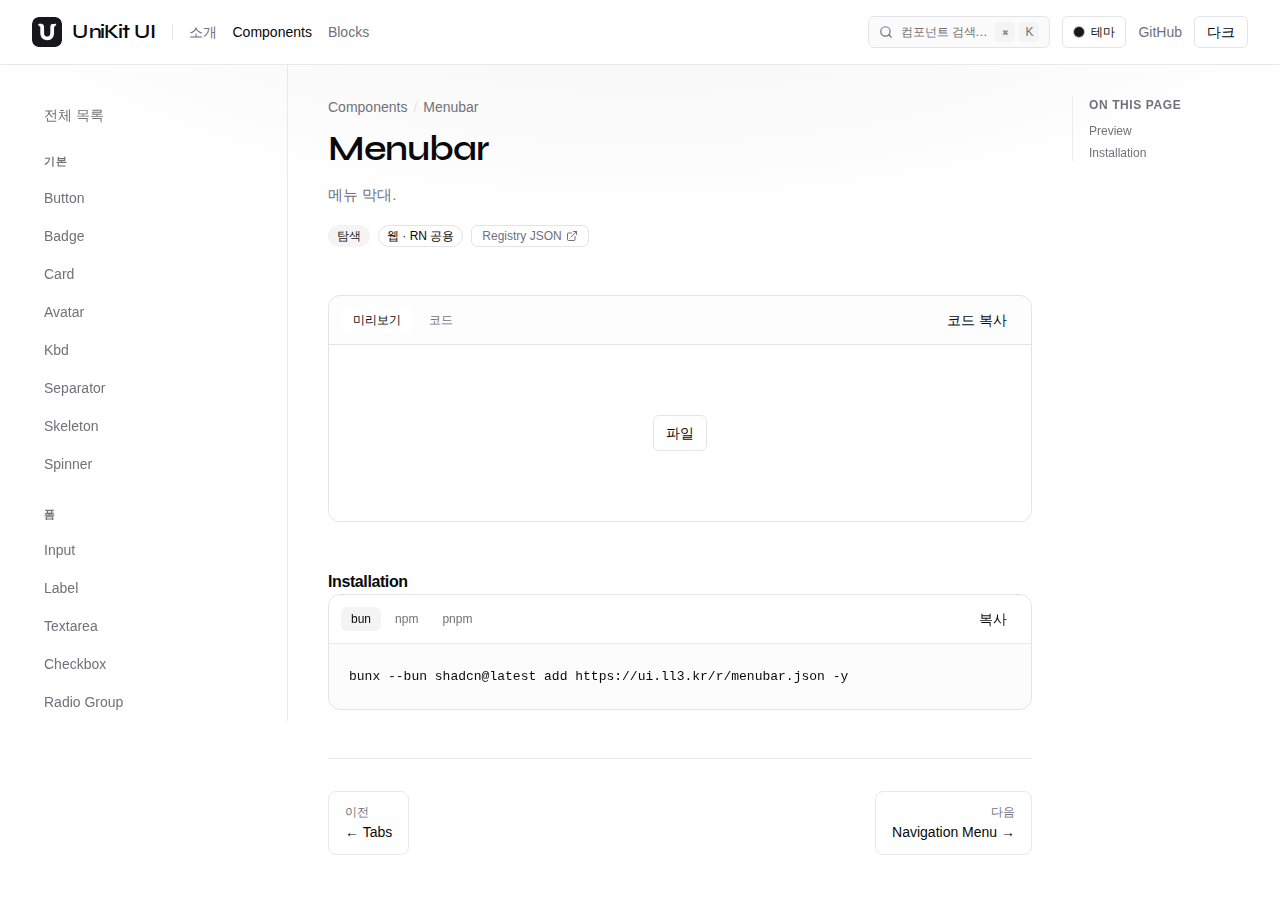 UniKit UI 소개 Components Blocks 컴포넌트 검색… ⌘ K 테마 GitHub 다크
전체 목록
기본
Button
Badge
Card
Avatar
Kbd
Separator
Skeleton
Spinner
폼
Input
Label
Textarea
Checkbox
Radio Group
Components / Menubar
Menubar
메뉴 막대.
탐색 웹 · RN 공용 Registry JSON
미리보기 코드 코드 복사
파일
Installation
bun npm pnpm 복사
bunx --bun shadcn@latest add https://ui.ll3.kr/r/menubar.json -y
이전
← Tabs
다음
Navigation Menu →
ON THIS PAGE
Preview
Installation